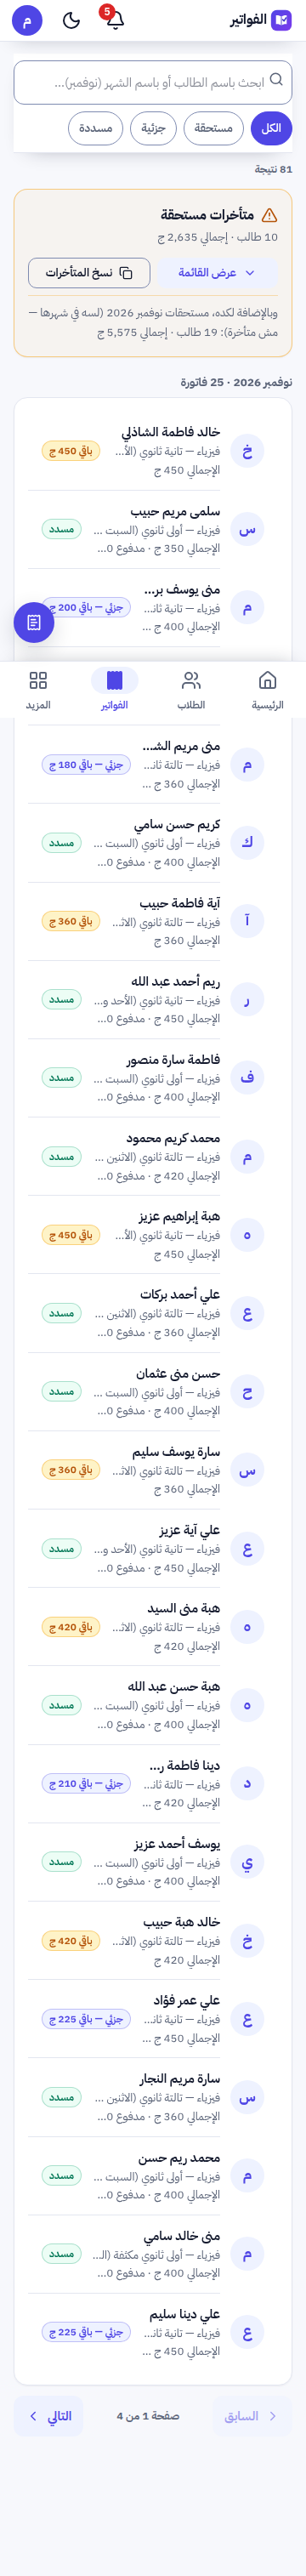 الفواتير
5
م
ابحث باسم الطالب أو باسم الشهر (نوفمبر)...
الكل
مستحقة
جزئية
مسددة
81 نتيجة
متأخرات مستحقة
10 طالب · إجمالي 2,635 ج
عرض القائمة
نسخ المتأخرات
وبالإضافة لكده، مستحقات نوفمبر 2026 (لسه في شهرها —
مش متأخرة): 19 طالب · إجمالي 5,575 ج
نوفمبر 2026 · 25 فاتورة
خ
خالد فاطمة الشاذلي
فيزياء — تانية ثانوي (الأ...
الإجمالي 450 ج
باقي 450 ج
س
سلمى مريم حبيب
فيزياء — أولى ثانوي (السبت ...
الإجمالي 350 ج · مدفوع 0...
مسدد
م
منى يوسف بر...
فيزياء — تانية ثان...
الإجمالي 400 ج ...
جزئي — باقي 200 ج
الرئيسية
الطلاب
الفواتير
المزيد
م
منى مريم الش...
فيزياء — تالتة ثانـ...
الإجمالي 360 ج ...
جزئي — باقي 180 ج
ك
كريم حسن سامي
فيزياء — أولى ثانوي (السبت ...
الإجمالي 400 ج · مدفوع 0...
مسدد
آ
آية فاطمة حبيب
فيزياء — تالتة ثانوي (الاثن...
الإجمالي 360 ج
باقي 360 ج
ر
ريم أحمد عبد الله
فيزياء — تانية ثانوي (الأحد و...
الإجمالي 450 ج · مدفوع 0...
مسدد
ف
فاطمة سارة منصور
فيزياء — أولى ثانوي (السبت ...
الإجمالي 400 ج · مدفوع 0...
مسدد
م
محمد كريم محمود
فيزياء — تالتة ثانوي (الاثنين ...
الإجمالي 420 ج · مدفوع 0...
مسدد
ه
هبة إبراهيم عزيز
فيزياء — تانية ثانوي (الأ...
الإجمالي 450 ج
باقي 450 ج
ع
علي أحمد بركات
فيزياء — تالتة ثانوي (الاثنين ...
الإجمالي 360 ج · مدفوع 0...
مسدد
ح
حسن منى عثمان
فيزياء — أولى ثانوي (السبت ...
الإجمالي 400 ج · مدفوع 0...
مسدد
س
سارة يوسف سليم
فيزياء — تالتة ثانوي (الاثن...
الإجمالي 360 ج
باقي 360 ج
ع
علي آية عزيز
فيزياء — تانية ثانوي (الأحد و...
الإجمالي 450 ج · مدفوع 0...
مسدد
ه
هبة منى السيد
فيزياء — تالتة ثانوي (الاثن...
الإجمالي 420 ج
باقي 420 ج
ه
هبة حسن عبد الله
فيزياء — أولى ثانوي (السبت ...
الإجمالي 400 ج · مدفوع 0...
مسدد
د
دينا فاطمة ر...
فيزياء — تالتة ثانـ...
الإجمالي 420 ج ...
جزئي — باقي 210 ج
ي
يوسف أحمد عزيز
فيزياء — أولى ثانوي (السبت ...
الإجمالي 400 ج · مدفوع 0...
مسدد
خ
خالد هبة حبيب
فيزياء — تالتة ثانوي (الاثن...
الإجمالي 420 ج
باقي 420 ج
ع
علي عمر فؤاد
فيزياء — تانية ثان...
الإجمالي 450 ج ...
جزئي — باقي 225 ج
س
سارة مريم النجار
فيزياء — تالتة ثانوي (الاثنين ...
الإجمالي 360 ج · مدفوع 0...
مسدد
م
محمد ريم حسن
فيزياء — أولى ثانوي (السبت ...
الإجمالي 400 ج · مدفوع 0...
مسدد
م
منى خالد سامي
فيزياء — أولى ثانوي مكثفة (الـ...
الإجمالي 400 ج · مدفوع 0...
مسدد
ع
علي دينا سليم
فيزياء — تانية ثان...
الإجمالي 450 ج ...
جزئي — باقي 225 ج
السابق
صفحة 1 من 4
التالي